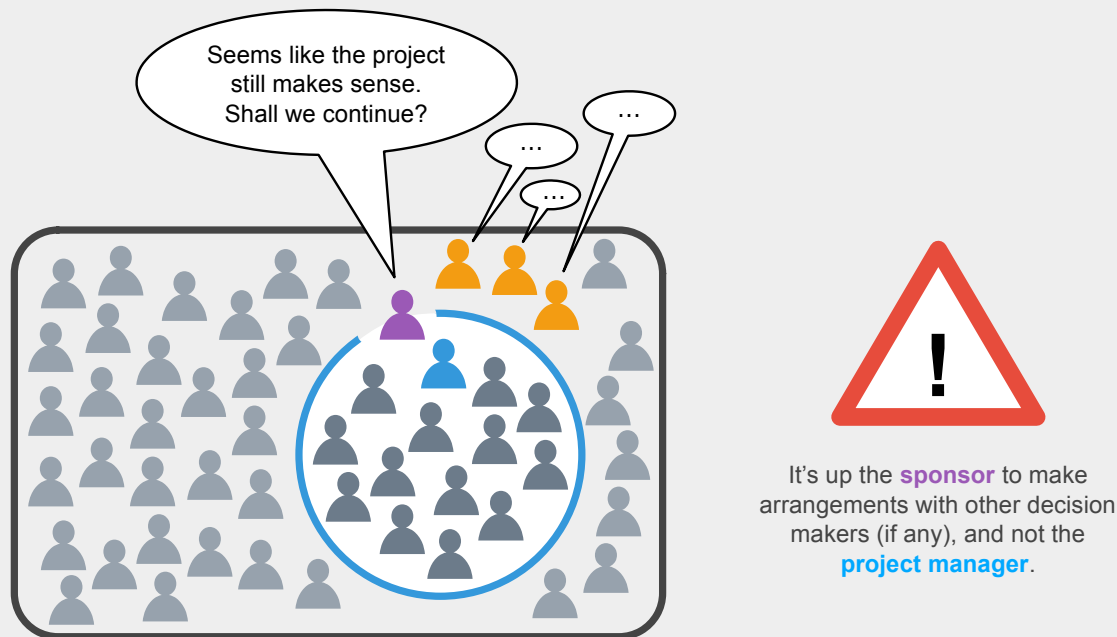 Seems like the project
still makes sense.
Shall we continue?
...
...
...
!
It's up the sponsor to make
arrangements with other decision
makers (if any), and not the
project manager.